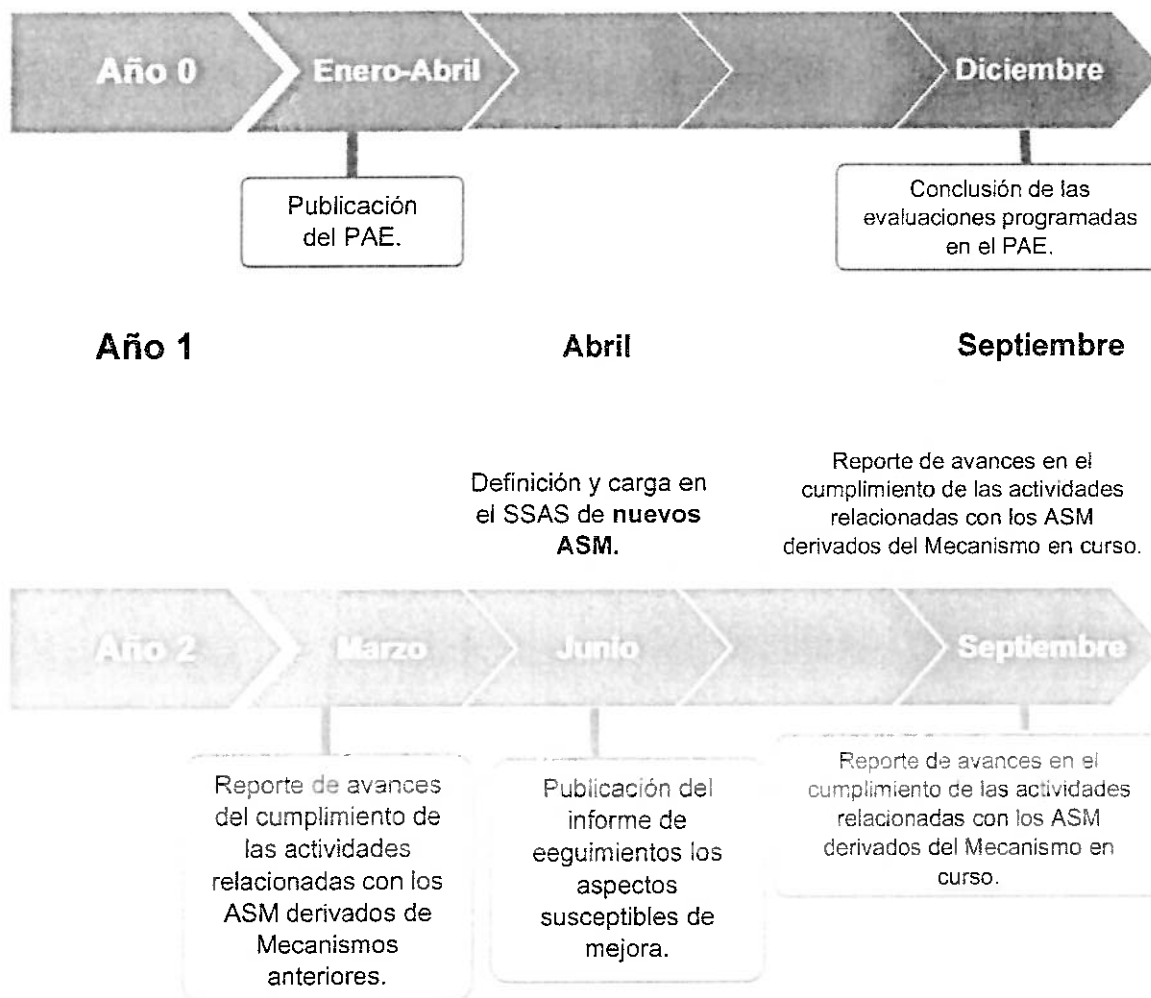 Año 0
Enero-Abril
Diciembre
Publicación
del PAE.
Conclusión de las
evaluaciones programadas
en el PAE.
Año 1
Abril
Septiembre
Definición y carga en
el SSAS de nuevos
ASM.
Reporte de avances en el
cumplimiento de las actividades
relacionadas con los ASM
derivados del Mecanismo en curso.
Año 2
Marzo
Junio
Septiembre
Reporte de avances
del cumplimiento de
las actividades
relacionadas con los
ASM derivados de
Mecanismos
anteriores.
Publicación del
informe de
eeguimientos los
aspectos
susceptibles de
mejora.
Reporte de avances en el
cumplimiento de las actividades
relacionadas con los ASM
derivados del Mecanismo en
curso.